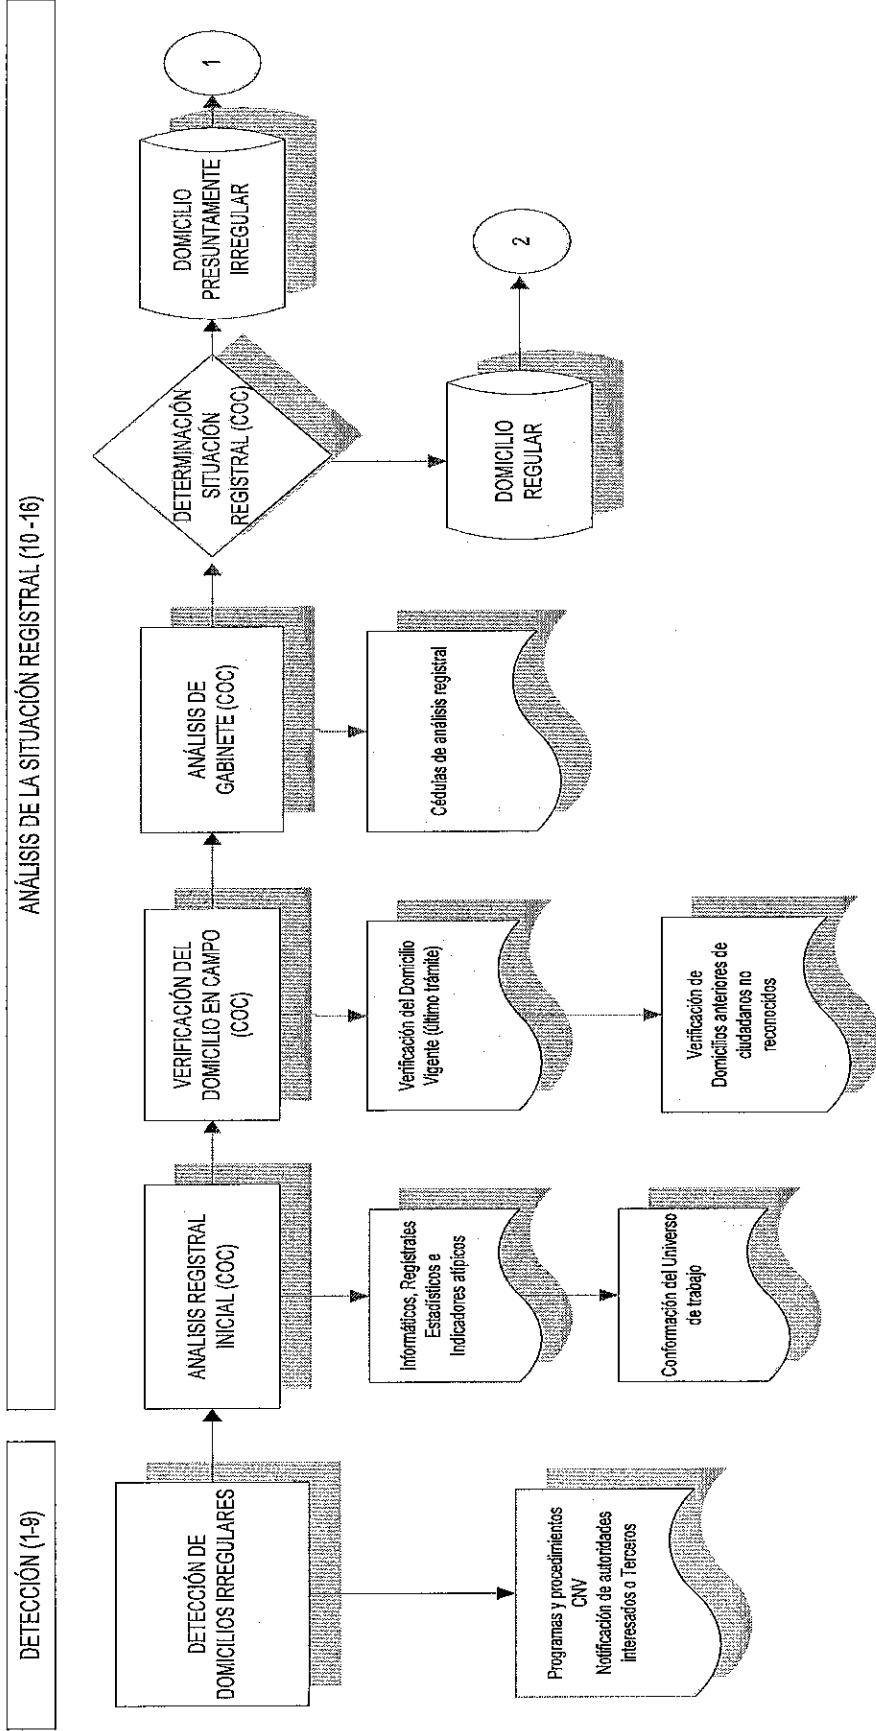 DETECCIÓN (1-9)
ANÁLISIS DE LA SITUACIÓN REGISTRAL (10 -16)
DETECCIÓN DE
DOMICILIOS IRREGULARES
Programas y procedimientos
CNV
Notificación de autoridades
interesados o Terceros
ANALISIS REGISTRAL
INICIAL (COC)
Informáticos, Registrales
Estadísticos e
Indicadores atípicos
Conformación del Universo
de trabajo
VERIFICACIÓN DEL
DOMICILIO EN CAMPO
(COC)
Verificación del Domicilio
Vigente (último trámite)
Verificación de
Domicilios anteriores de
ciudadanos no
reconocidos
ANÁLISIS DE
GABINETE (COC)
Cédulas de análisis registral
DETERMINACIÓN
SITUACIÓN
REGISTRAL (COC)
DOMICILIO
PRESUNTAMENTE
IRREGULAR
1
DOMICILIO
REGULAR
2